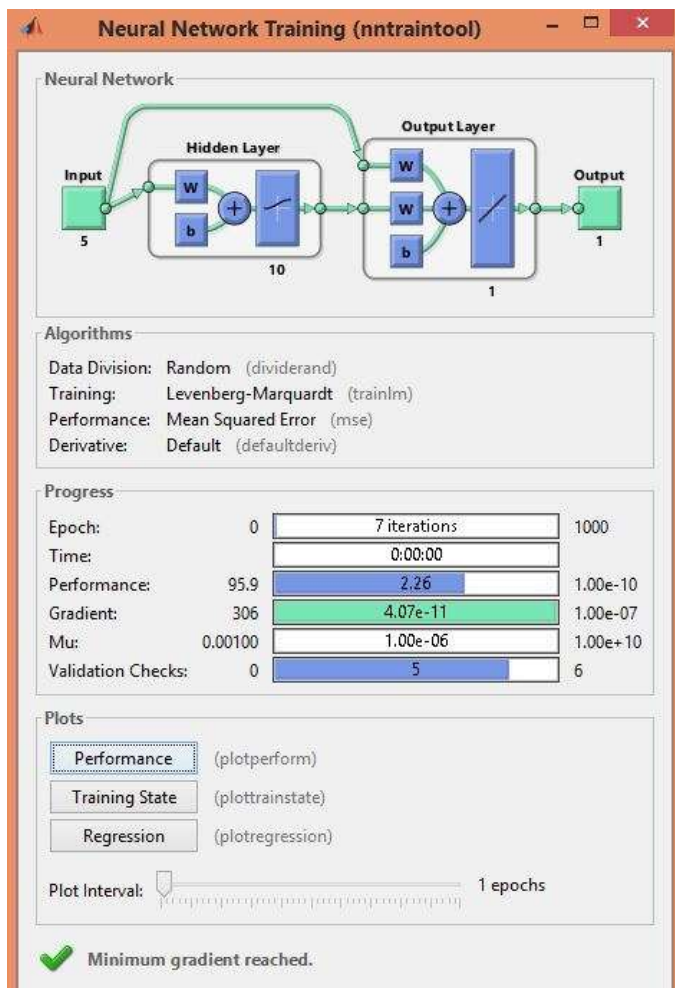 Neural Network Training (nntraintool)
Neural Network
Input
5
Hidden Layer
W
b
+
10
Output Layer
W
W
b
+
1
Output
1
Algorithms
Data Division: Random (dividerand)
Training: Levenberg-Marquardt (trainlm)
Performance: Mean Squared Error (mse)
Derivative: Default (defaultderiv)
Progress
Epoch: 0 7 iterations 1000
Time: 0:00:00
Performance: 95.9 2.26 1.00e-10
Gradient: 306 4.07e-11 1.00e-07
Mu: 0.00100 1.00e-06 1.00e+10
Validation Checks: 0 5 6
Plots
Performance (plotperform)
Training State (plottrainstate)
Regression (plotregression)
Plot Interval: 1 epochs
Minimum gradient reached.